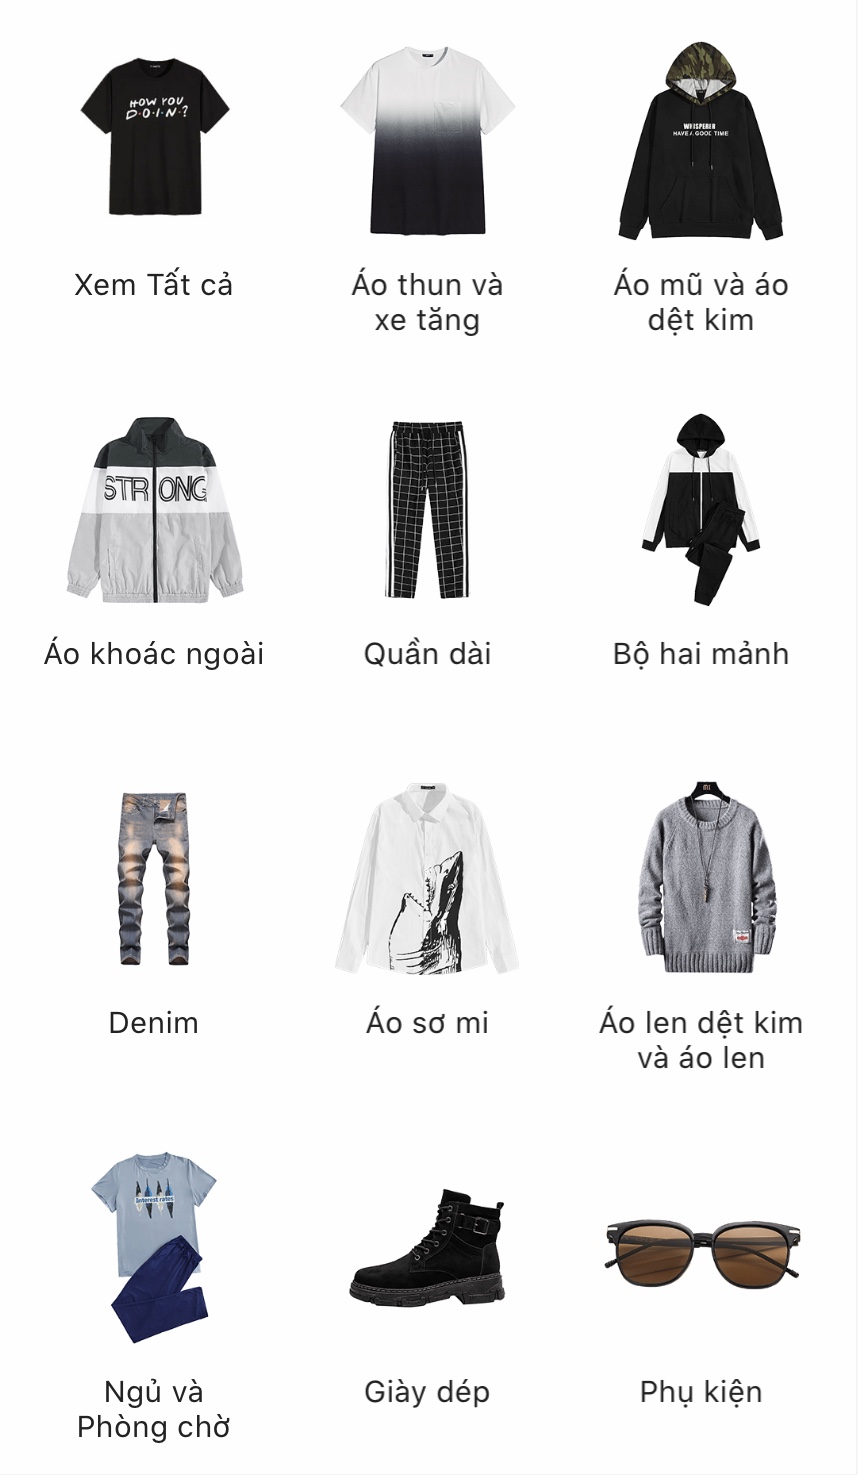 HOW YOU
D·O·I·N·?
WHISPERER
HAVE A GOOD TIME
Xem Tất cả
Áo thun và
xe tăng
Áo mũ và áo
dệt kim
STRONG
Áo khoác ngoài
Quần dài
Bộ hai mảnh
Denim
Áo sơ mi
Áo len dệt kim
và áo len
Interest rates
Ngủ và
Phòng chờ
Giày dép
Phụ kiện